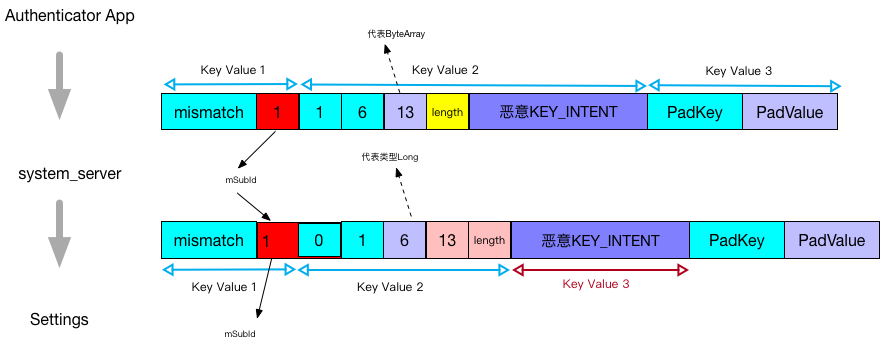 Authenticator App
代表ByteArray
Key Value 1
Key Value 2
Key Value 3
mismatch 1 1 6 13 length 恶意KEY_INTENT PadKey PadValue
代表类型Long
system_server
mSubId
mismatch 1 0 1 6 13 length 恶意KEY_INTENT PadKey PadValue
Key Value 1
Key Value 2
Key Value 3
Settings
mSubId